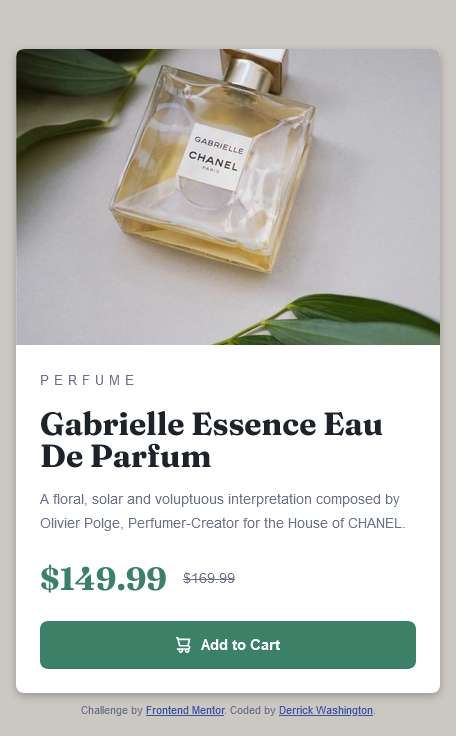 GABRIELLE
CHANEL
PARIS
PERFUME
Gabrielle Essence Eau
De Parfum
A floral, solar and voluptuous interpretation composed by
Olivier Polge, Perfumer-Creator for the House of CHANEL.
$149.99 $169.99
Add to Cart
Challenge by Frontend Mentor. Coded by Derrick Washington.